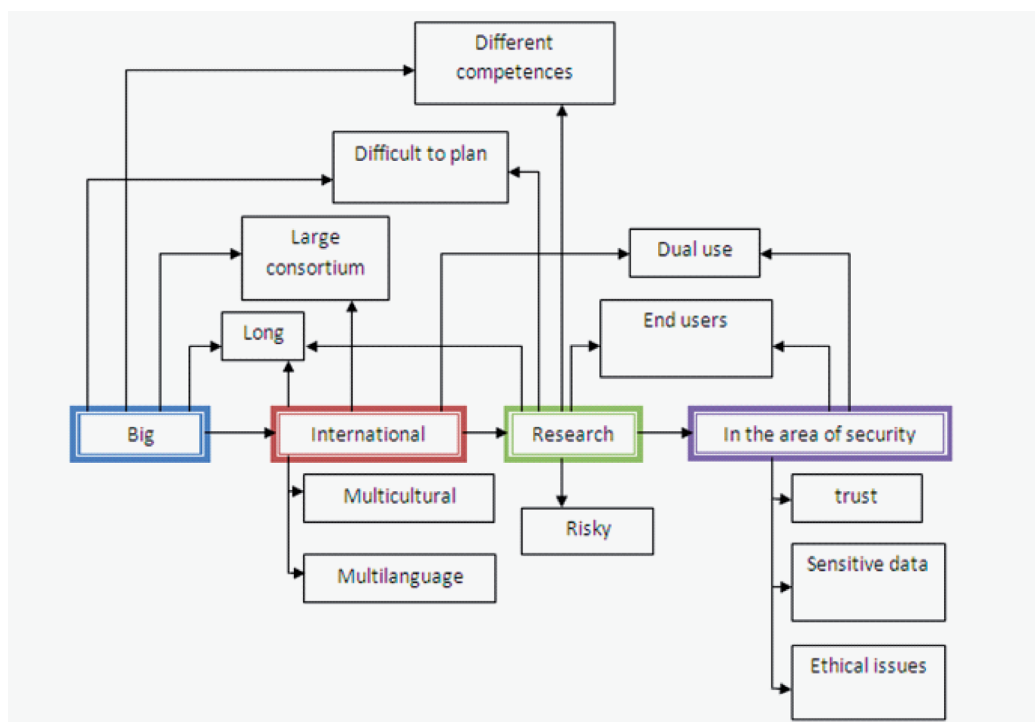 Different
competences
Difficult to plan
Large
consortium
Dual use
Long
End users
Big
International
Research
In the area of security
Multicultural
trust
Risky
Multilanguage
Sensitive data
Ethical issues